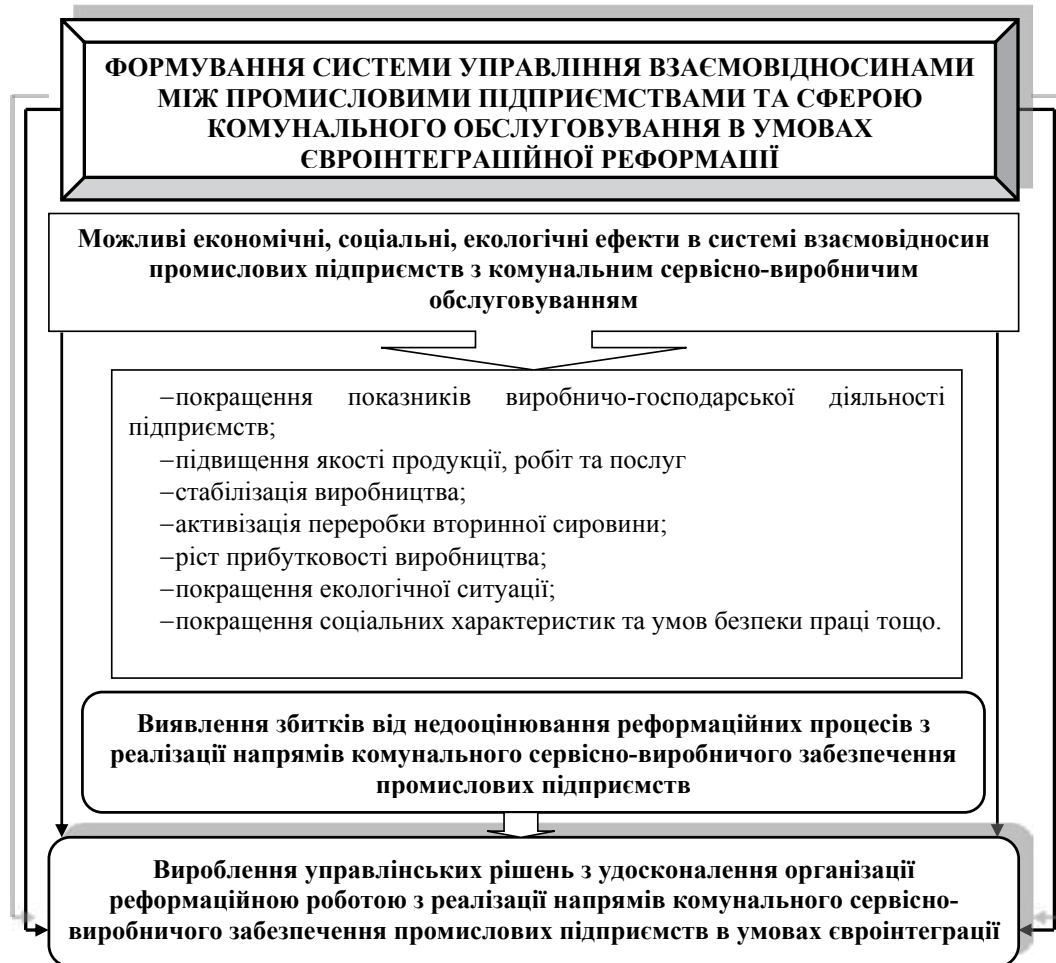 ФОРМУВАННЯ СИСТЕМИ УПРАВЛІННЯ ВЗАЄМОВІДНОСИНАМИ
МІЖ ПРОМИСЛОВИМИ ПІДПРИЄМСТВАМИ ТА СФЕРОЮ
КОМУНАЛЬНОГО ОБСЛУГОВУВАННЯ В УМОВАХ
ЄВРОІНТЕГРАЦІЙНОЇ РЕФОРМАЦІЇ
Можливі економічні, соціальні, екологічні ефекти в системі взаємовідносин
промислових підприємств з комунальним сервісно-виробничим
обслуговуванням
–покращення показників виробничо-господарської діяльності
підприємств;
–підвищення якості продукції, робіт та послуг
–стабілізація виробництва;
–активізація переробки вторинної сировини;
–ріст прибутковості виробництва;
–покращення екологічної ситуації;
–покращення соціальних характеристик та умов безпеки праці тощо.
Виявлення збитків від недооцінювання реформаційних процесів з
реалізації напрямів комунального сервісно-виробничого забезпечення
промислових підприємств
Вироблення управлінських рішень з удосконалення організації
реформаційною роботою з реалізації напрямів комунального сервісно-
виробничого забезпечення промислових підприємств в умовах євроінтеграції